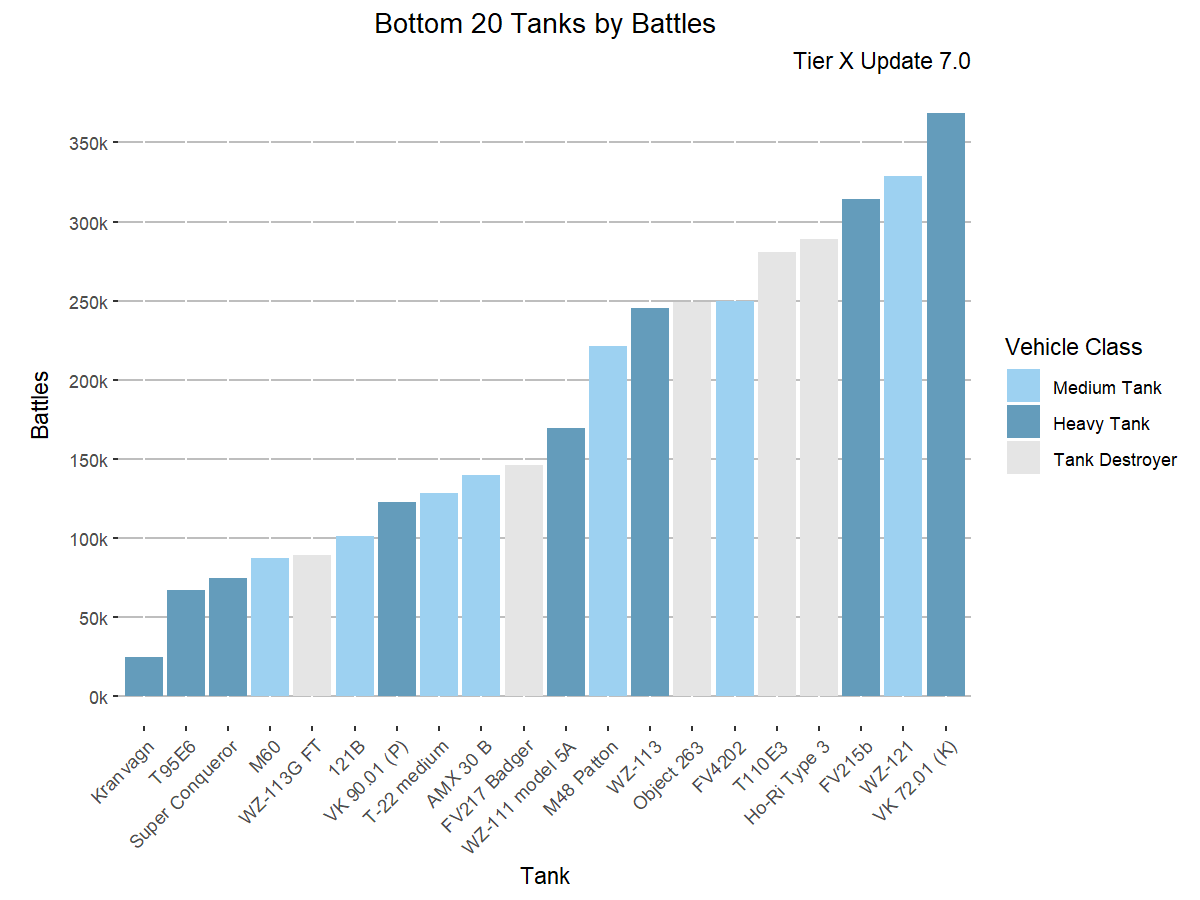 Bottom 20 Tanks by Battles
Tier X Update 7.0
350k
300k
250k
200k
150k
100k
50k
0k
Battles
Kranvagn
T95E6
Super Conqueror
M60
WZ-113G FT
121B
VK 90.01 (P)
T-22 medium
AMX 30 B
FV217 Badger
WZ-111 model 5A
M48 Patton
WZ-113
Object 263
FV4202
T110E3
Ho-Ri Type 3
FV215b
WZ-121
VK 72.01 (K)
Tank
Vehicle Class
Medium Tank
Heavy Tank
Tank Destroyer